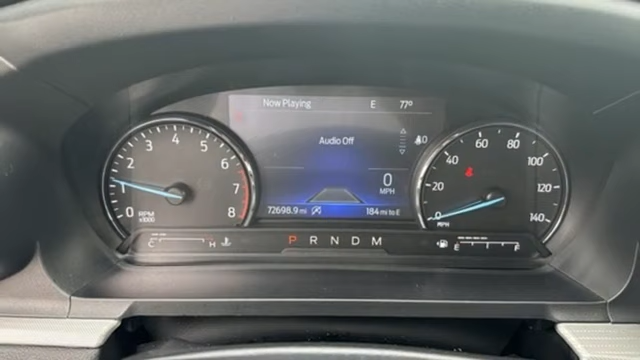 Now Playing E 77°
Audio Off
0
MPH
72698.9 mi 184 mi to E
0 1 2 3 4 5 6 7 8
RPM
x1000
0 20 40 60 80 100 120 140
MPH
C H
P R N D M
E F